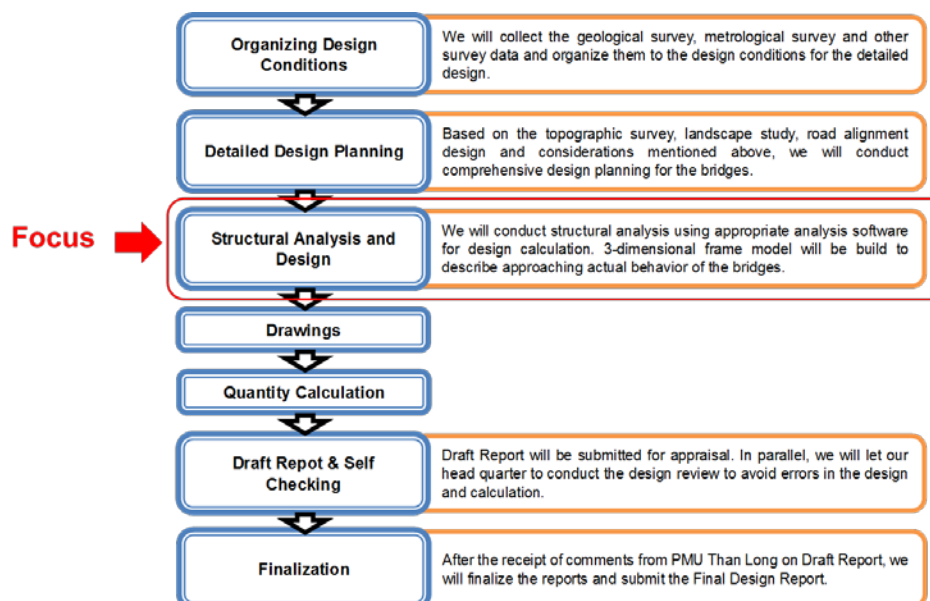 Organizing Design
Conditions
We will collect the geological survey, metrological survey and other
survey data and organize them to the design conditions for the detailed
design.
Detailed Design Planning
Based on the topographic survey, landscape study, road alignment
design and considerations mentioned above, we will conduct
comprehensive design planning for the bridges.
Focus
Structural Analysis and
Design
We will conduct structural analysis using appropriate analysis software
for design calculation. 3-dimensional frame model will be build to
describe approaching actual behavior of the bridges.
Drawings
Quantity Calculation
Draft Repot & Self
Checking
Draft Report will be submitted for appraisal. In parallel, we will let our
head quarter to conduct the design review to avoid errors in the design
and calculation.
Finalization
After the receipt of comments from PMU Than Long on Draft Report, we
will finalize the reports and submit the Final Design Report.